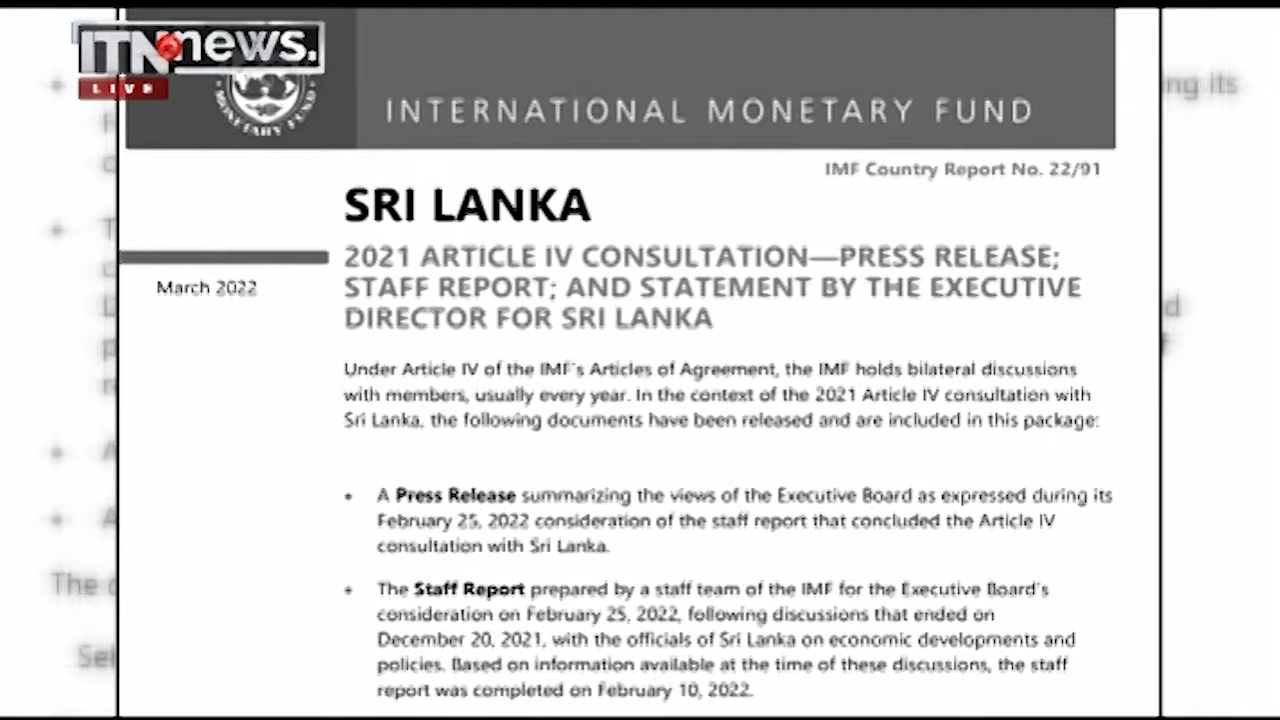 ITN news.
LIVE
MONETARY FUND
INTERNATIONAL MONETARY FUND
IMF Country Report No. 22/91
SRI LANKA
2021 ARTICLE IV CONSULTATION—PRESS RELEASE;
STAFF REPORT; AND STATEMENT BY THE EXECUTIVE
DIRECTOR FOR SRI LANKA
March 2022
Under Article IV of the IMF's Articles of Agreement, the IMF holds bilateral discussions
with members, usually every year. In the context of the 2021 Article IV consultation with
Sri Lanka, the following documents have been released and are included in this package:
• A Press Release summarizing the views of the Executive Board as expressed during its
February 25, 2022 consideration of the staff report that concluded the Article IV
consultation with Sri Lanka.
• The Staff Report prepared by a staff team of the IMF for the Executive Board's
consideration on February 25, 2022, following discussions that ended on
December 20, 2021, with the officials of Sri Lanka on economic developments and
policies. Based on information available at the time of these discussions, the staff
report was completed on February 10, 2022.
The
its